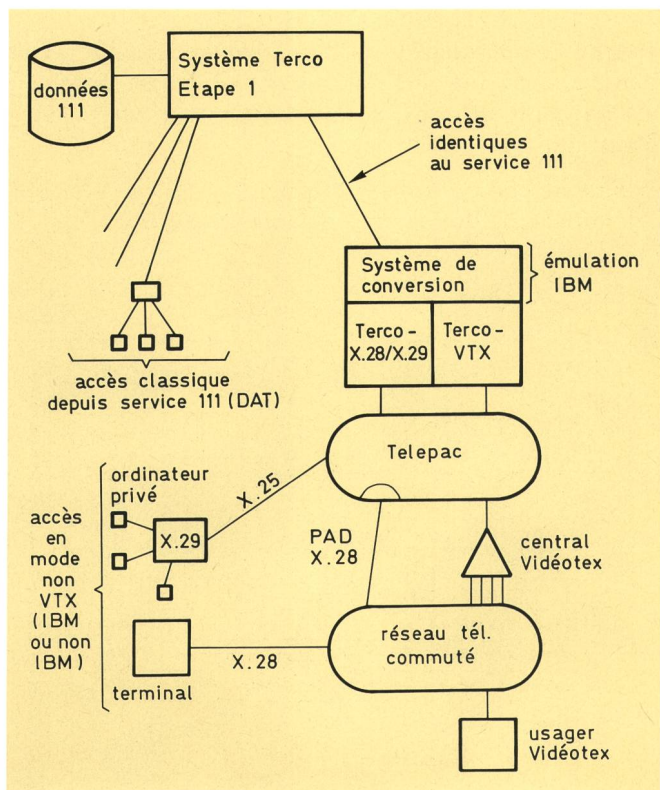 Système Terco
Etape 1
données
111
accès
identiques
au service 111
Système de
conversion
émulation
IBM
Terco-
X.28/X.29
Terco-
VTX
accès classique
depuis service 111 (DAT)
Telepac
ordinateur
privé
X.25
X.29
accès
en
mode
non
VTX
(IBM
ou non
IBM)
PAD
X.28
central
Vidéotex
réseau tél.
commuté
X.28
terminal
usager
Vidéotex